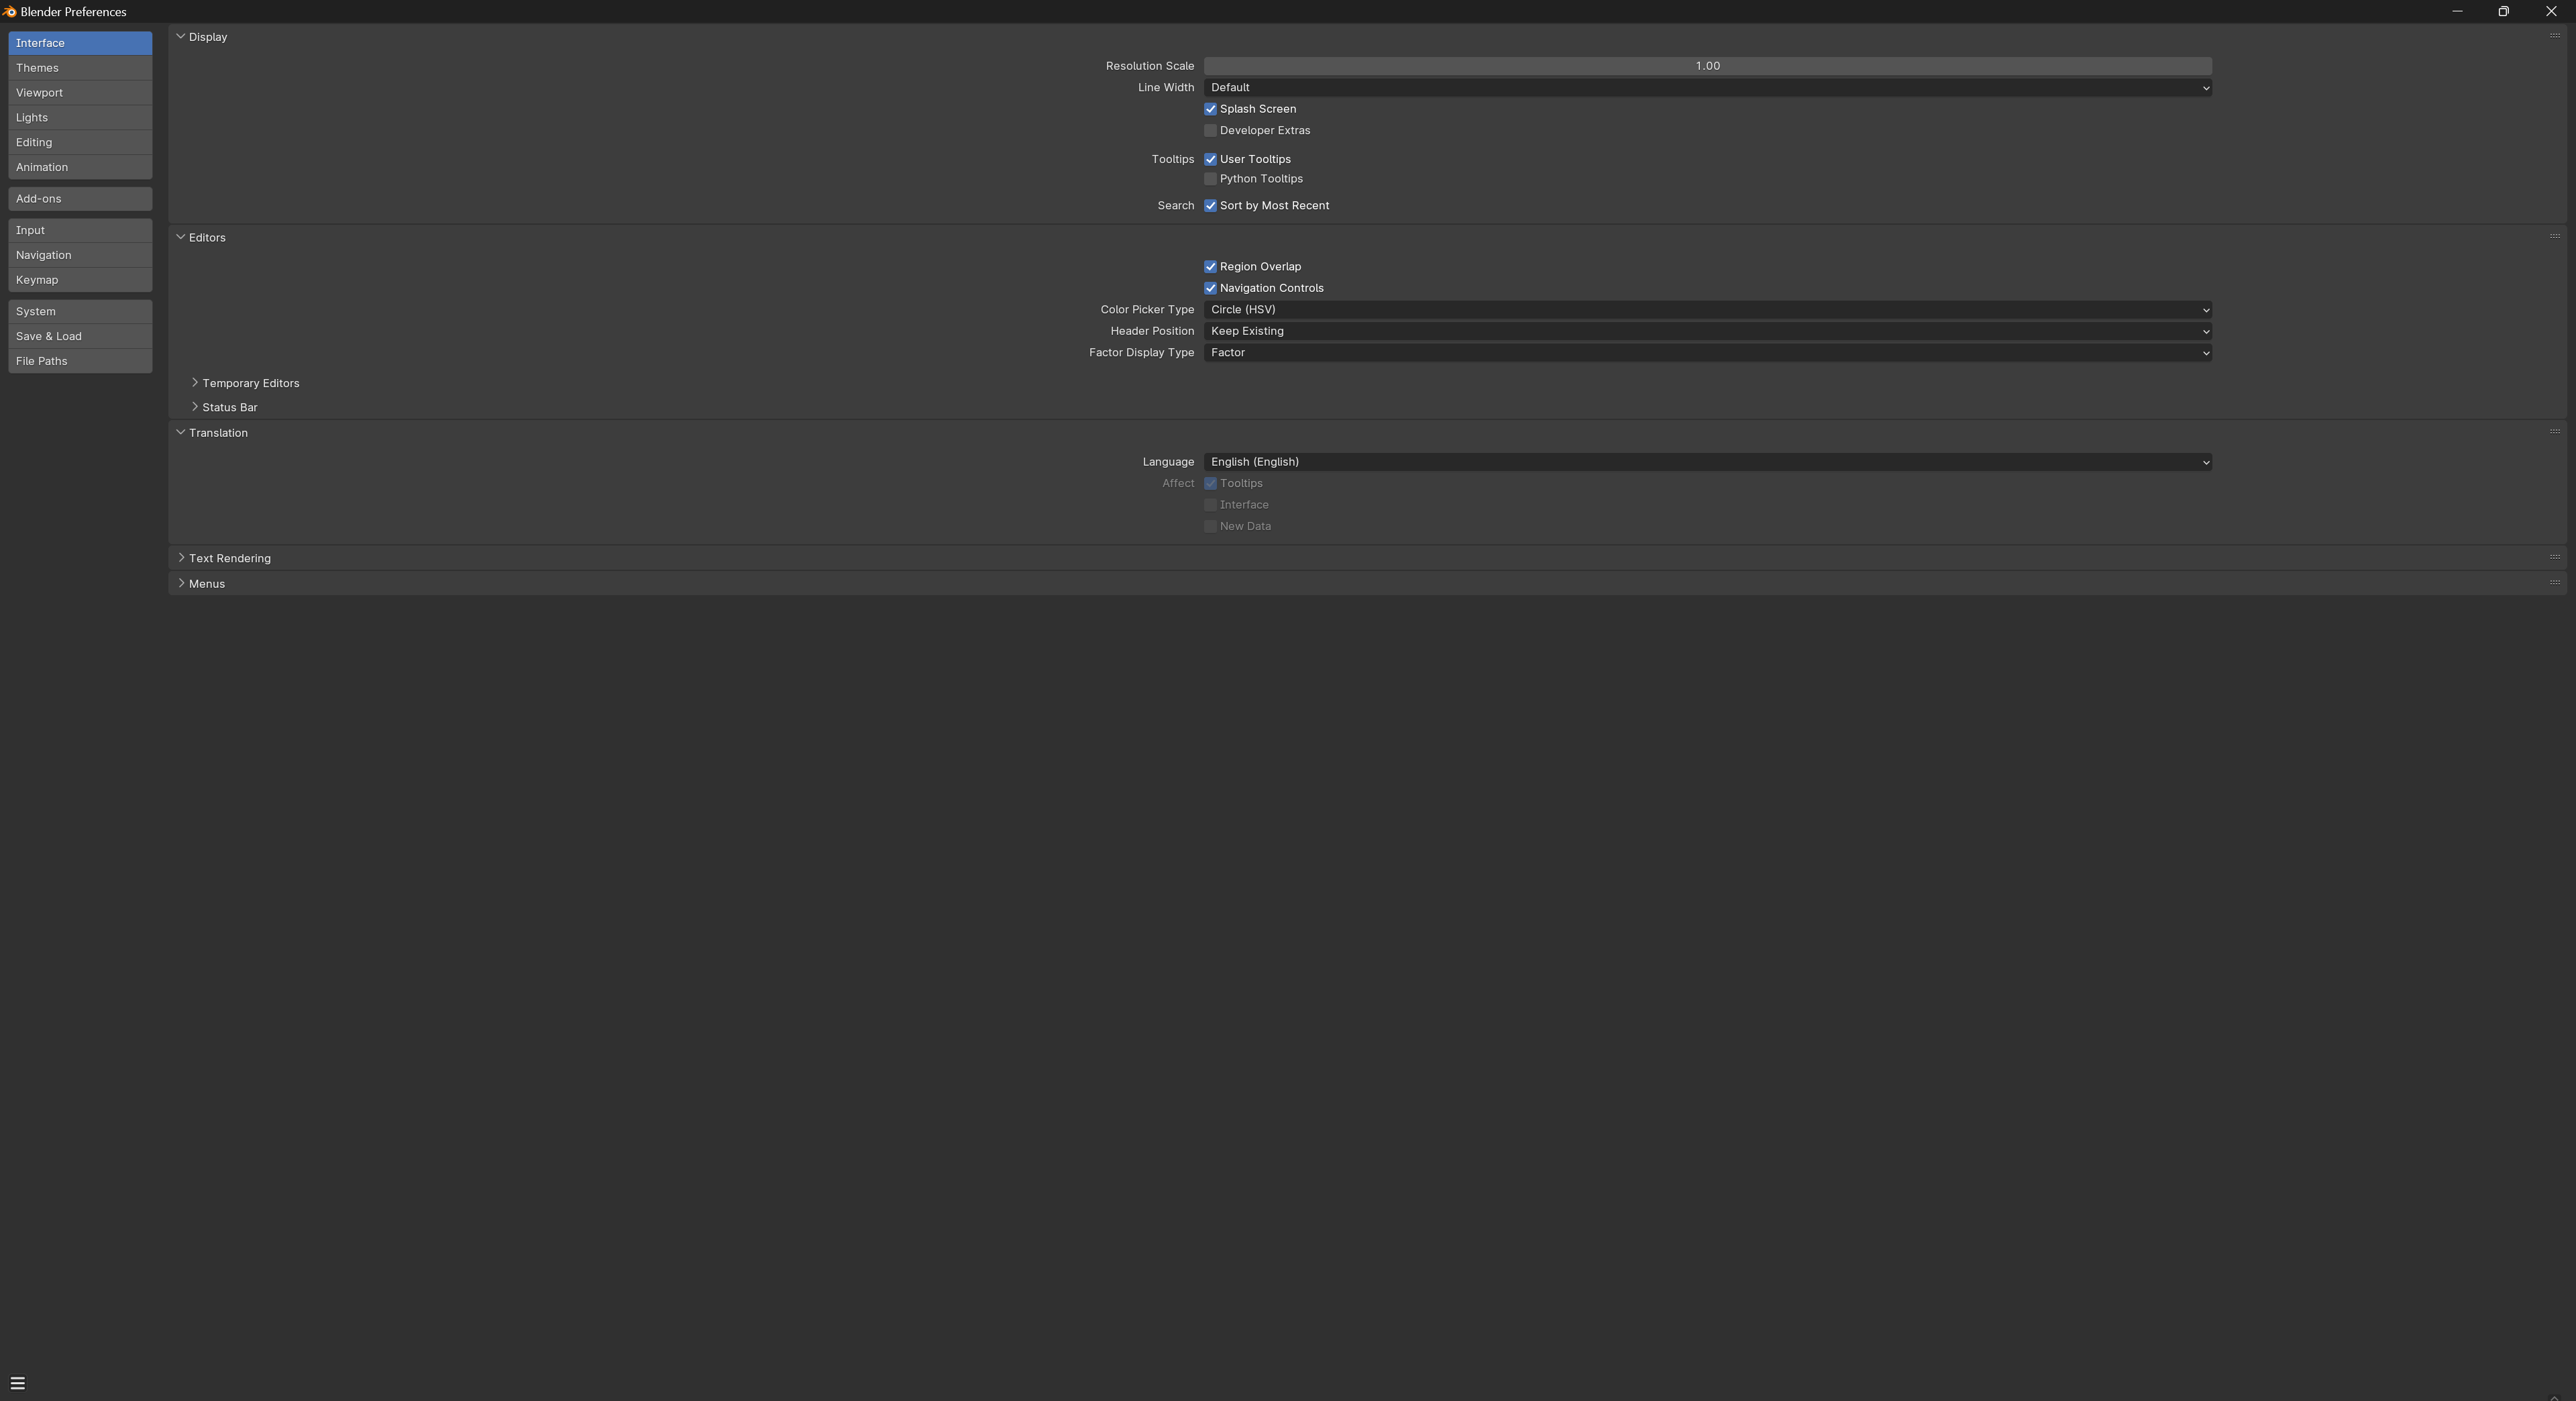 Blender Preferences
Interface
Themes
Viewport
Lights
Editing
Animation
Add-ons
Input
Navigation
Keymap
System
Save & Load
File Paths
Display
Resolution Scale 1.00
Line Width Default
Splash Screen
Developer Extras
Tooltips User Tooltips
Python Tooltips
Search Sort by Most Recent
Editors
Region Overlap
Navigation Controls
Color Picker Type Circle (HSV)
Header Position Keep Existing
Factor Display Type Factor
Temporary Editors
Status Bar
Translation
Language English (English)
Affect Tooltips
Interface
New Data
Text Rendering
Menus